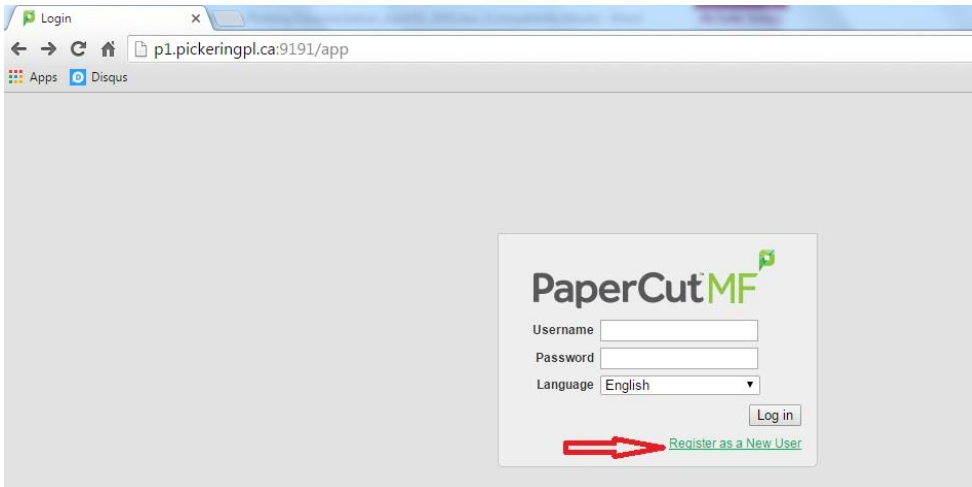 Login
p1.pickeringpl.ca:9191/app
Apps Disqus
PaperCut MF
Username
Password
Language English
Log in
Register as a New User